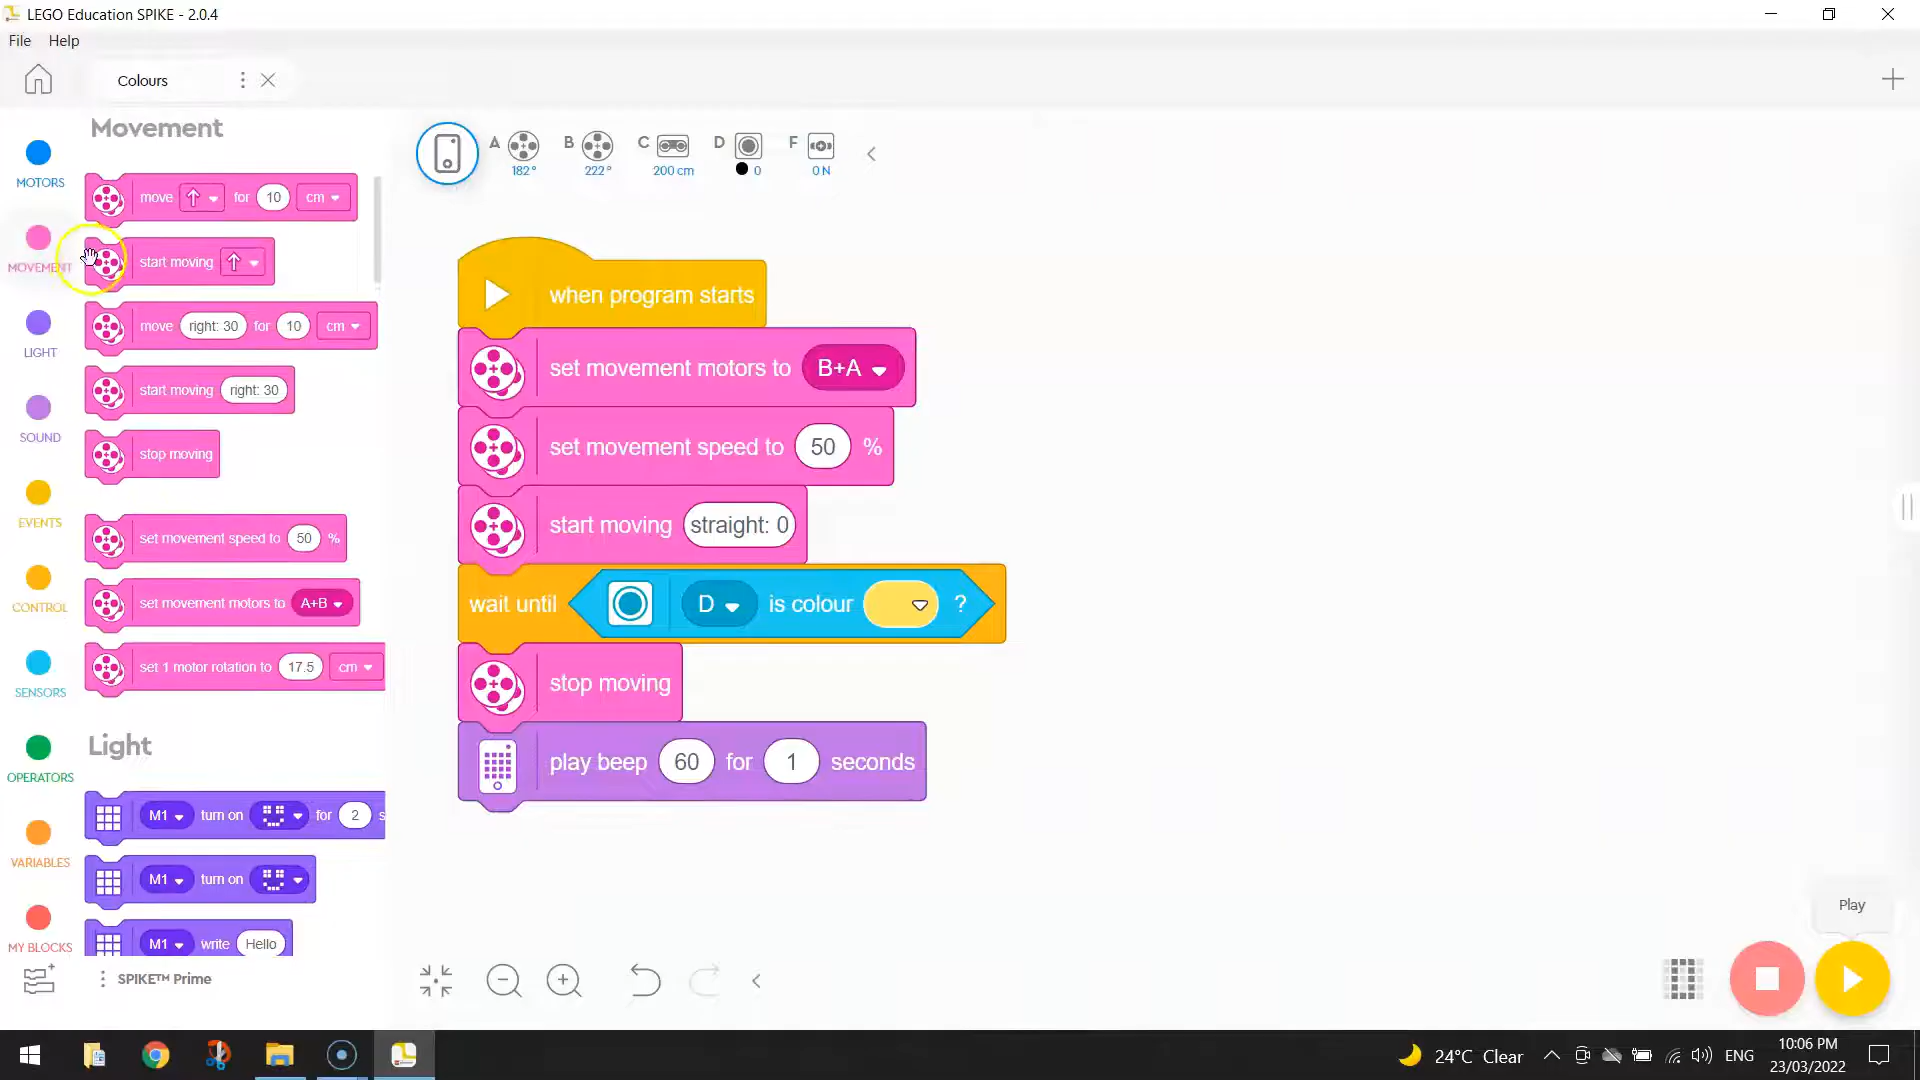 LEGO Education SPIKE - 2.0.4
File Help
Colours
Movement
MOTORS
MOVEMENT
LIGHT
SOUND
EVENTS
CONTROL
SENSORS
OPERATORS
VARIABLES
MY BLOCKS
move for 10 cm
start moving
move right: 30 for 10 cm
start moving right: 30
stop moving
set movement speed to 50 %
set movement motors to A+B
set 1 motor rotation to 17.5 cm
Light
M1 turn on for 2 s
M1 turn on
M1 write Hello
SPIKE™ Prime
A 182° B 222° C 200 cm D 0 F 0 N
when program starts
set movement motors to B+A
set movement speed to 50 %
start moving straight: 0
wait until D is colour ?
stop moving
play beep 60 for 1 seconds
Play
24°C Clear
ENG
10:06 PM
23/03/2022